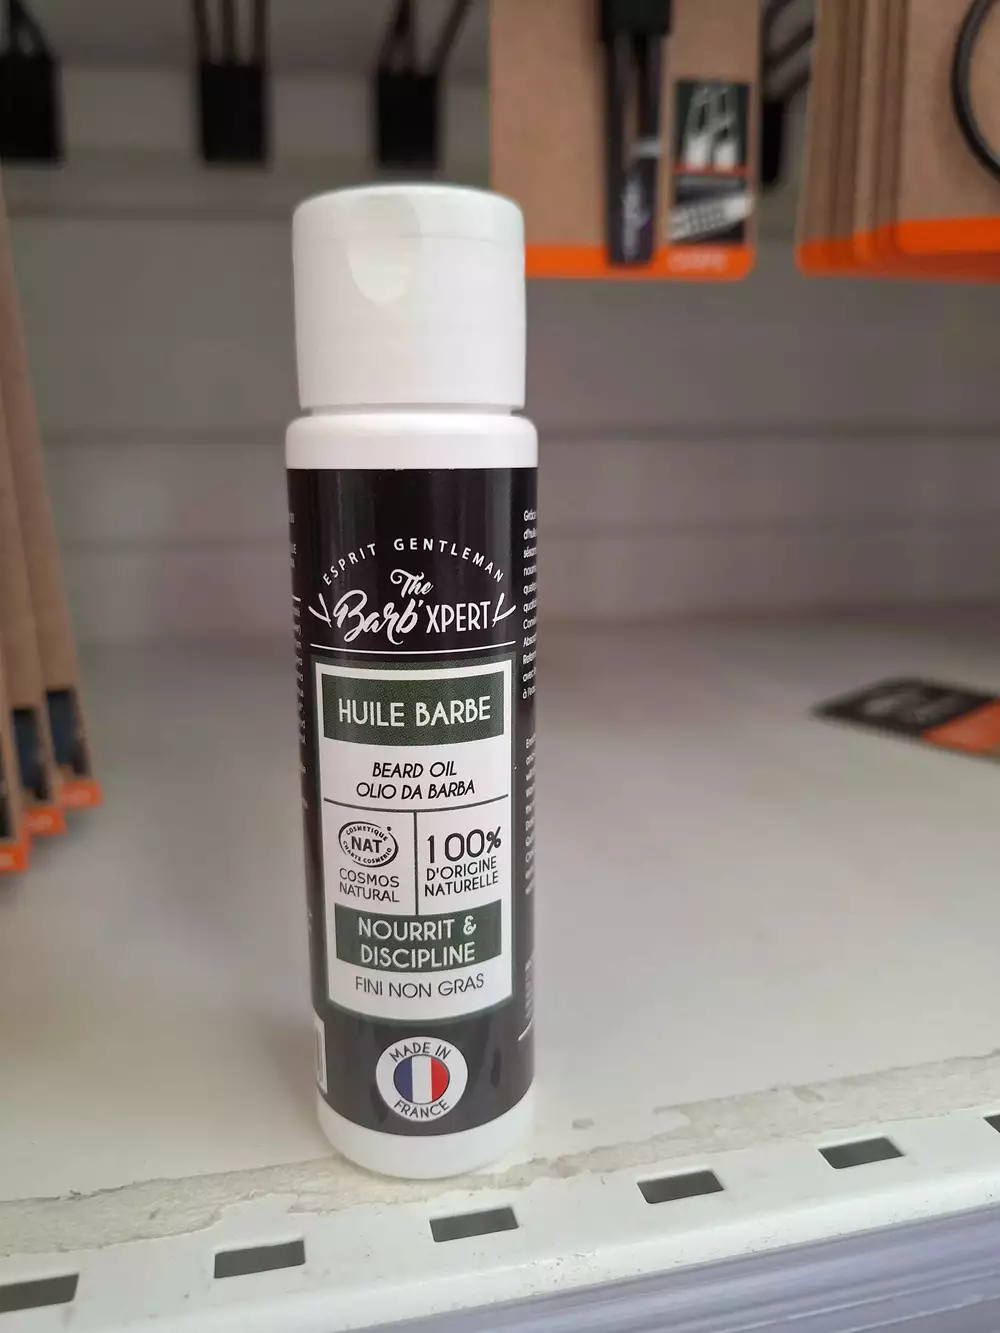 ESPRIT GENTLEMAN
The
Barb'XPERT
HUILE BARBE
BEARD OIL
OLIO DA BARBA
COSMETIQUE
NAT
CHARTE COSMEBIO
COSMOS
NATURAL
100%
D'ORIGINE
NATURELLE
NOURRIT &
DISCIPLINE
FINI NON GRAS
MADE IN
FRANCE